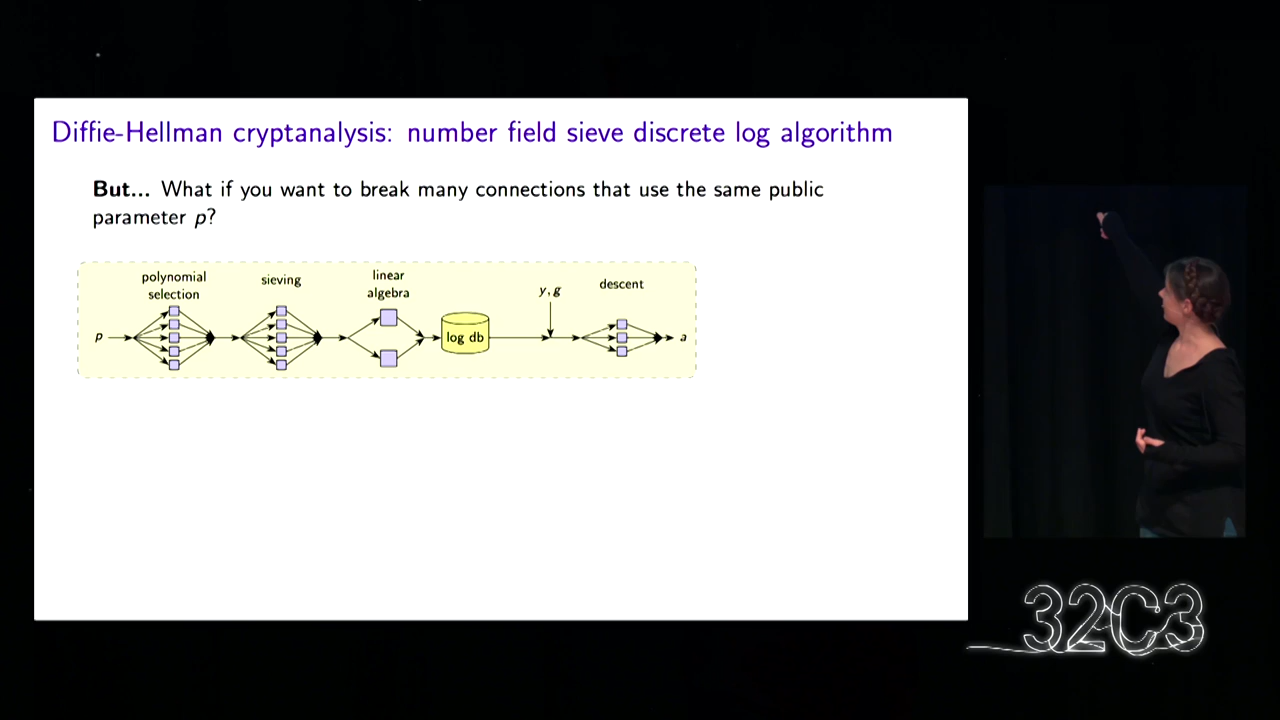 Diffie-Hellman cryptanalysis: number field sieve discrete log algorithm
But... What if you want to break many connections that use the same public
parameter p?
polynomial
selection
sieving
linear
algebra
y, g
descent
p
log db
a
32C3